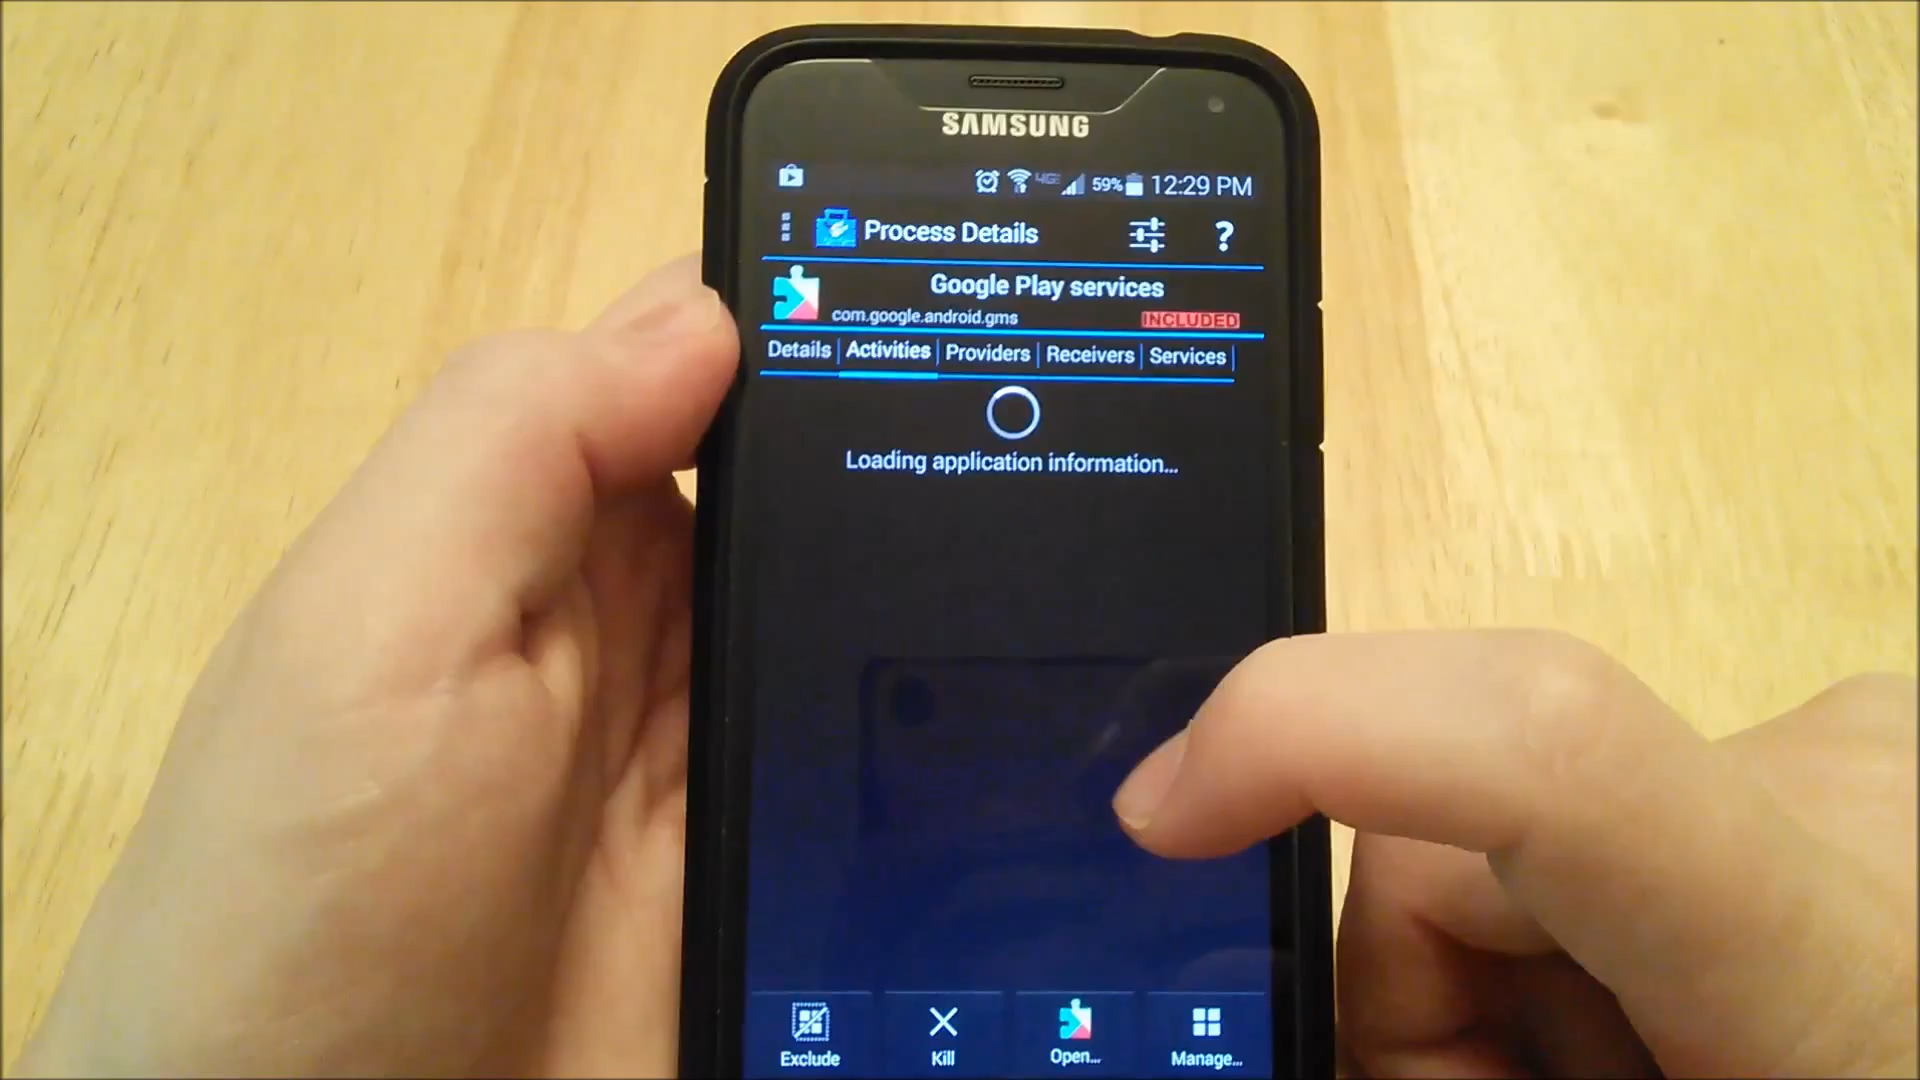 SAMSUNG
4G 59% 12:29 PM
Process Details ?
Google Play services
com.google.android.gms INCLUDED
Details Activities Providers Receivers Services
Loading application information...
Exclude Kill Open... Manage...